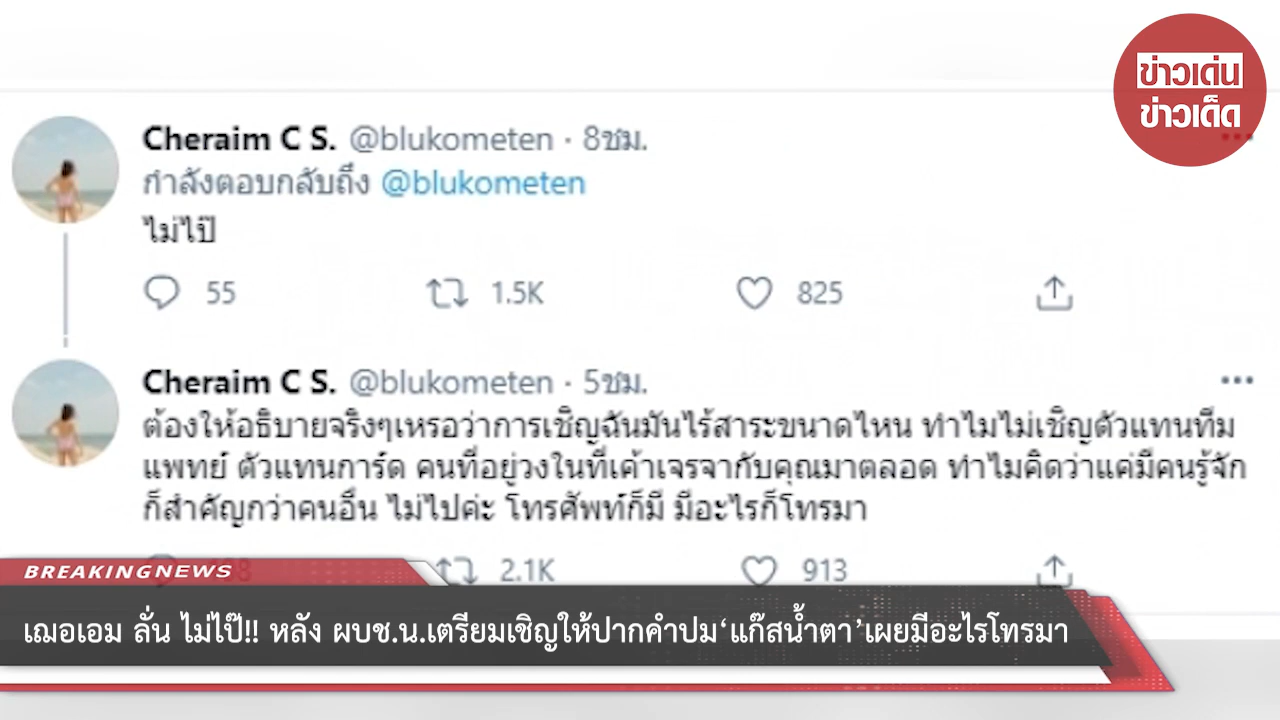 ข่าวเด่น
ข่าวเด็ด
Cheraim C S. @blukometen · 8ชม.
กำลังตอบกลับถึง @blukometen
ไม่ไป๊
55 1.5K 825
Cheraim C S. @blukometen · 5ชม.
ต้องให้อธิบายจริงๆเหรอว่าการเชิญฉันมันไร้สาระขนาดไหน ทำไมไม่เชิญตัวแทนทีม
แพทย์ ตัวแทนการ์ด คนที่อยู่วงในที่เค้าเจรจากับคุณมาตลอด ทำไมคิดว่าแค่มีคนรู้จัก
ก็สำคัญกว่าคนอื่น ไม่ไปค่ะ โทรศัพท์ก็มี มีอะไรก็โทรมา
2.1K 913
BREAKING NEWS
เฌอเอม ลั่น ไม่ไป๊!! หลัง ผบช.น.เตรียมเชิญให้ปากคำปม‘แก๊สน้ำตา’เผยมีอะไรโทรมา